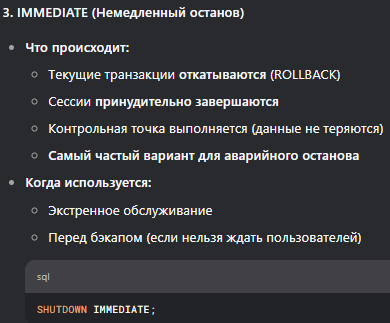 3. IMMEDIATE (Немедленный останов)
Что происходит:
Текущие транзакции откатываются (ROLLBACK)
Сессии принудительно завершаются
Контрольная точка выполняется (данные не теряются)
Самый частый вариант для аварийного останова
Когда используется:
Экстренное обслуживание
Перед бэкапом (если нельзя ждать пользователей)
sql
SHUTDOWN IMMEDIATE;